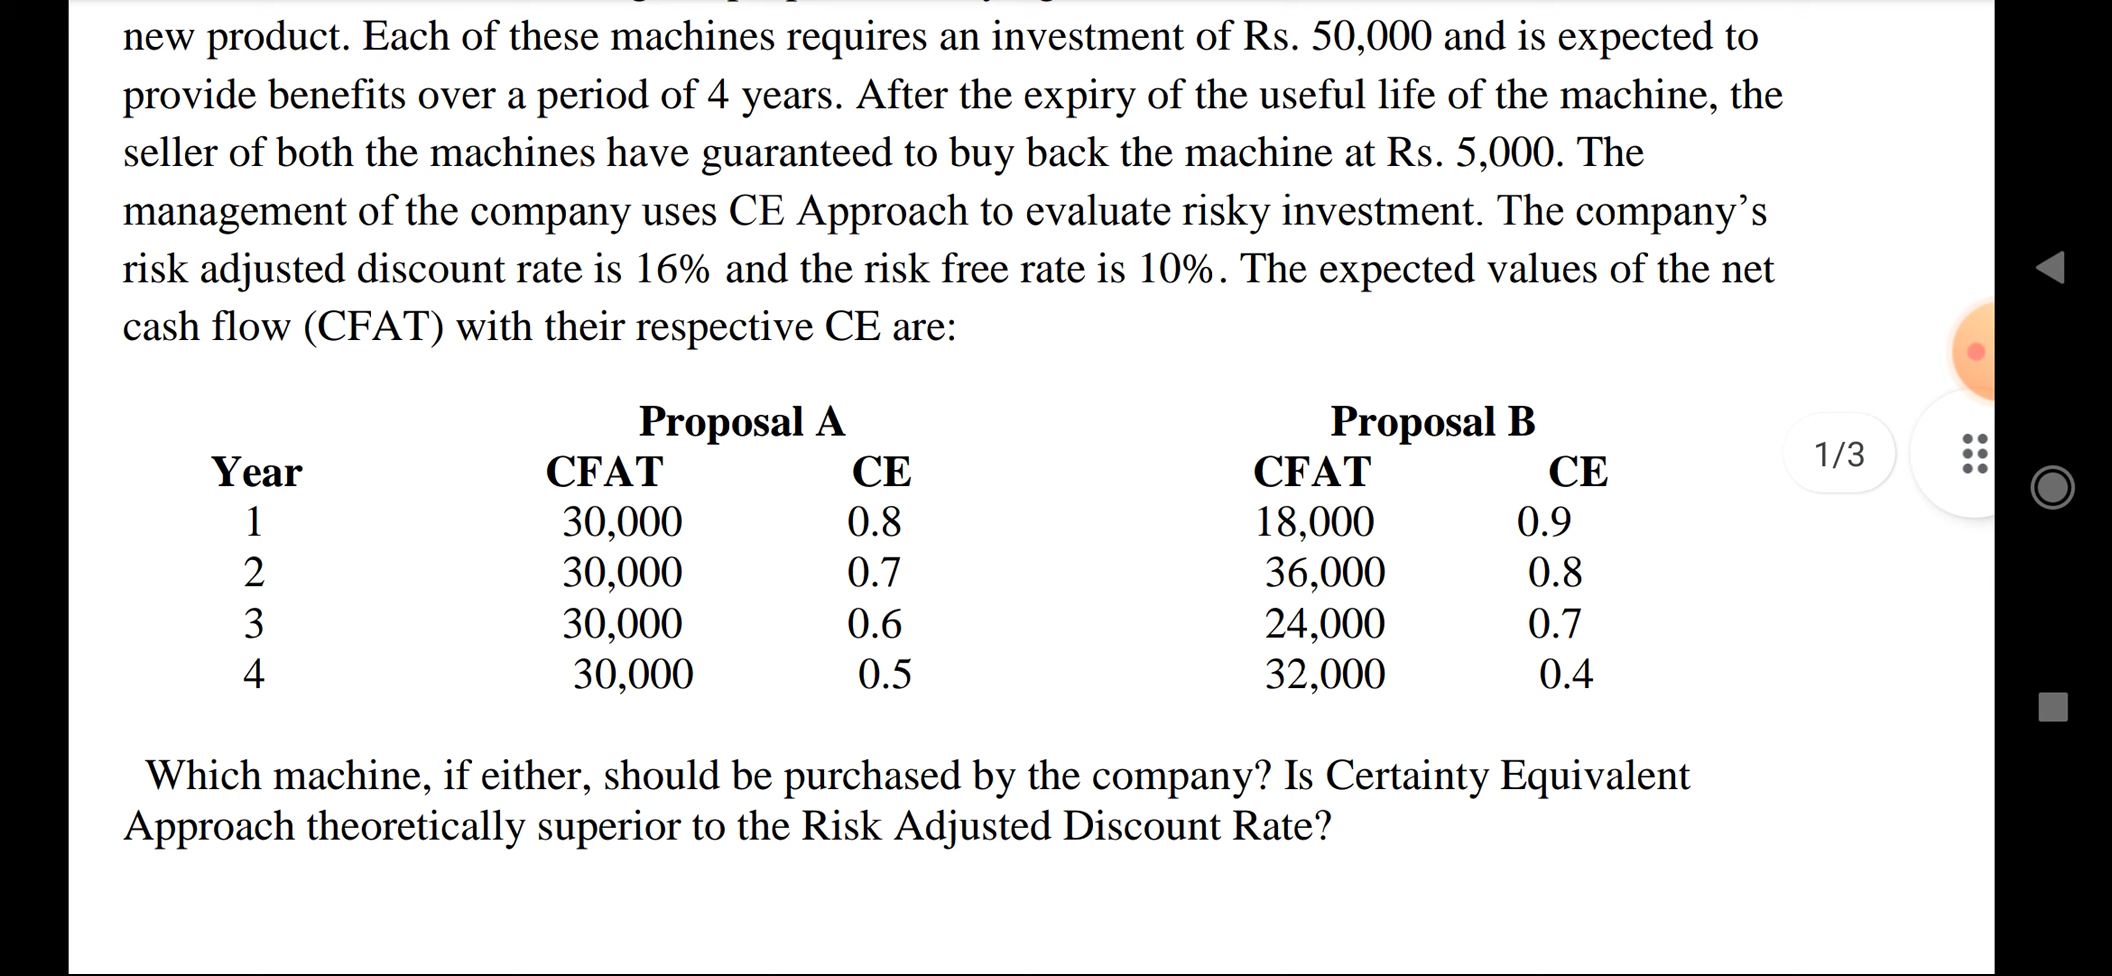 new product. Each of these machines requires an investment of Rs. 50,000 and is expected to
provide benefits over a period of 4 years. After the expiry of the useful life of the machine, the
seller of both the machines have guaranteed to buy back the machine at Rs. 5,000. The
management of the company uses CE Approach to evaluate risky investment. The company’s
risk adjusted discount rate is 16% and the risk free rate is 10%. The expected values of the net
cash flow (CFAT) with their respective CE are:
Proposal A Proposal B
Year CFAT CE CFAT CE
1 30,000 0.8 18,000 0.9
2 30,000 0.7 36,000 0.8
3 30,000 0.6 24,000 0.7
4 30,000 0.5 32,000 0.4
1/3
Which machine, if either, should be purchased by the company? Is Certainty Equivalent
Approach theoretically superior to the Risk Adjusted Discount Rate?